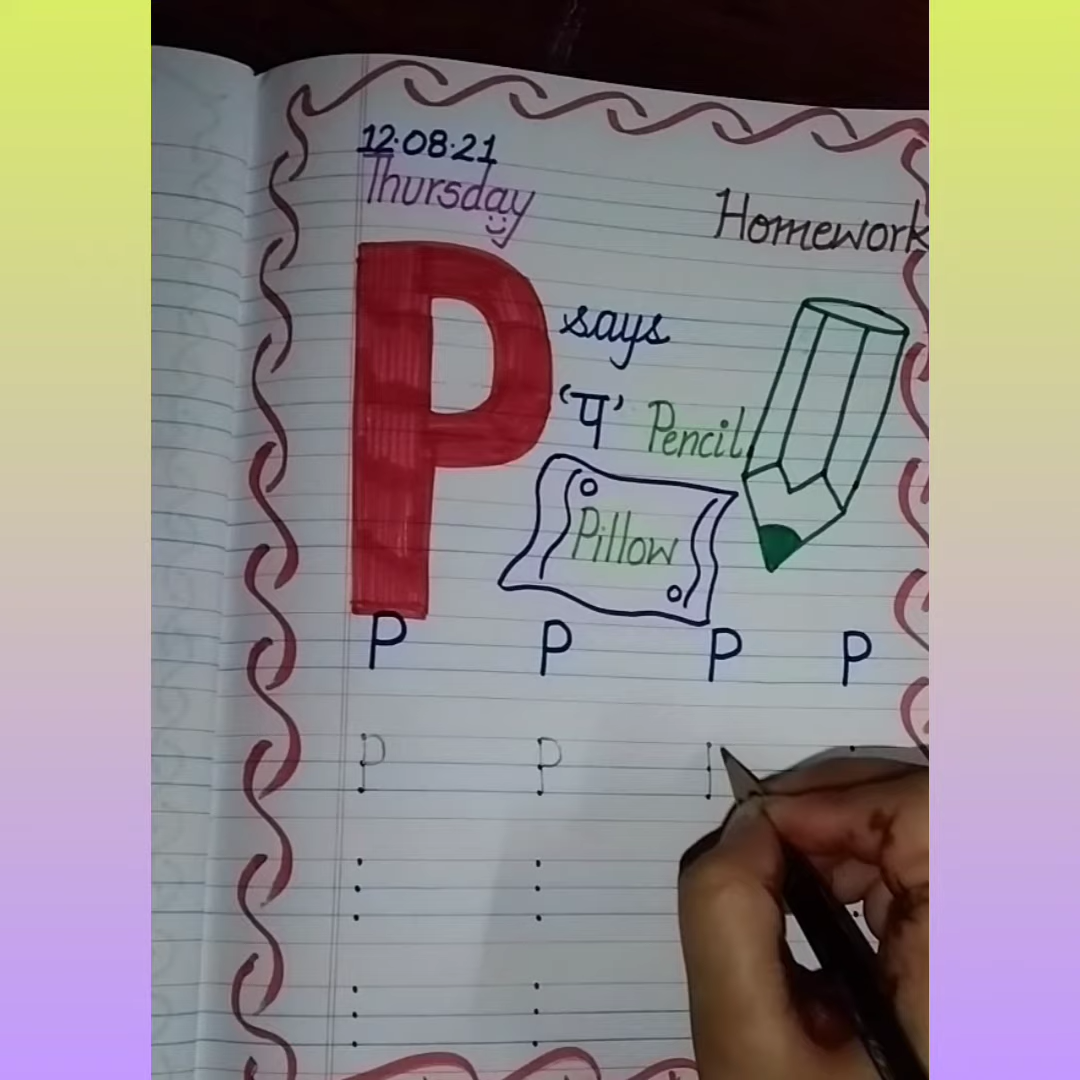 12.08.21
Thursday
Homework
P says
'प' Pencil
Pillow
P P P P
P P